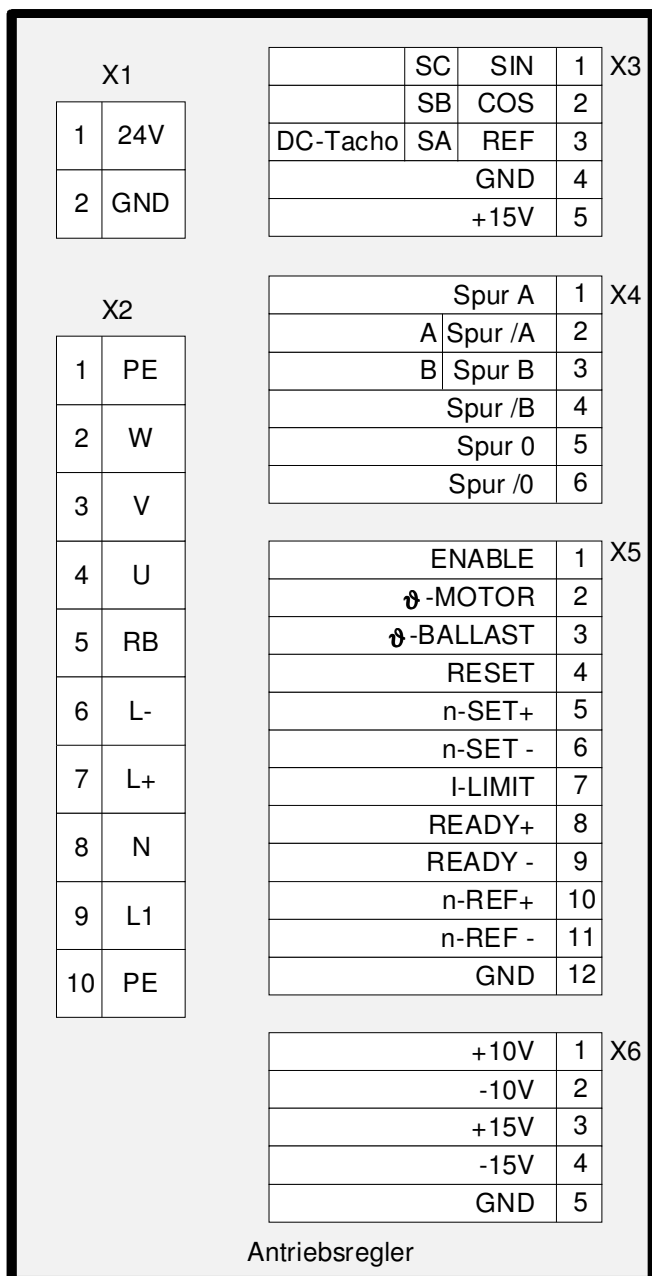 X1
1 24V
2 GND
X2
1 PE
2 W
3 V
4 U
5 RB
6 L-
7 L+
8 N
9 L1
10 PE
X3
SC SIN 1
SB COS 2
DC-Tacho SA REF 3
GND 4
+15V 5
X4
Spur A 1
A Spur /A 2
B Spur B 3
Spur /B 4
Spur 0 5
Spur /0 6
X5
ENABLE 1
ϑ-MOTOR 2
ϑ-BALLAST 3
RESET 4
n-SET+ 5
n-SET - 6
I-LIMIT 7
READY+ 8
READY - 9
n-REF+ 10
n-REF - 11
GND 12
X6
+10V 1
-10V 2
+15V 3
-15V 4
GND 5
Antriebsregler